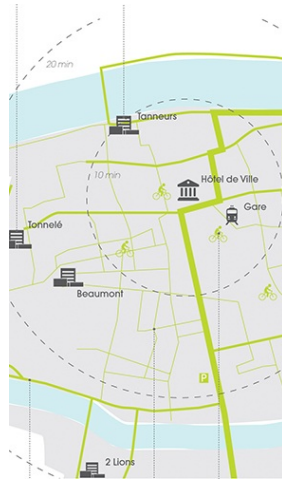 20 min
Tanneurs
10 min
Hôtel de Ville
Gare
Tonnelé
Beaumont
P
2 Lions